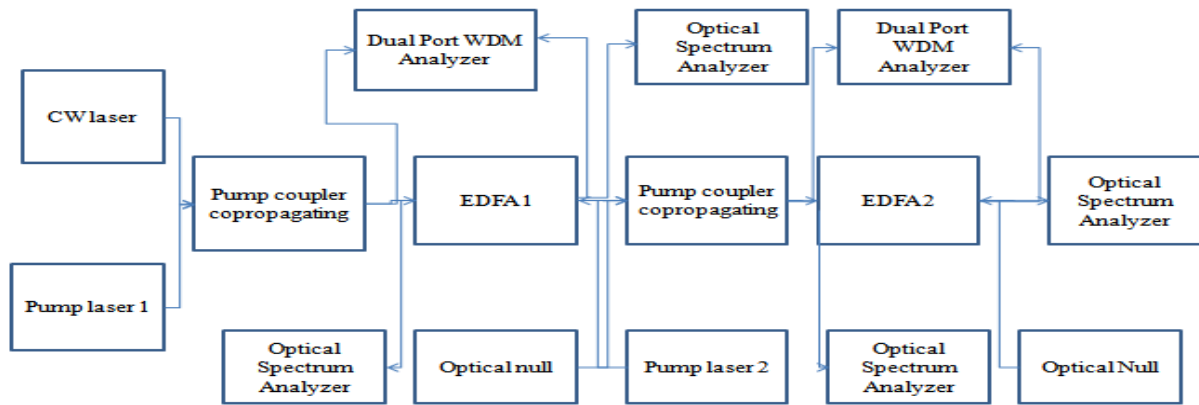 Dual Port WDM
Analyzer
Optical
Spectrum
Analyzer
Dual Port
WDM
Analyzer
CW laser
Pump coupler
copropagating
EDFA 1
Pump coupler
copropagating
EDFA 2
Optical
Spectrum
Analyzer
Pump laser 1
Optical
Spectrum
Analyzer
Optical null
Pump laser 2
Optical
Spectrum
Analyzer
Optical Null